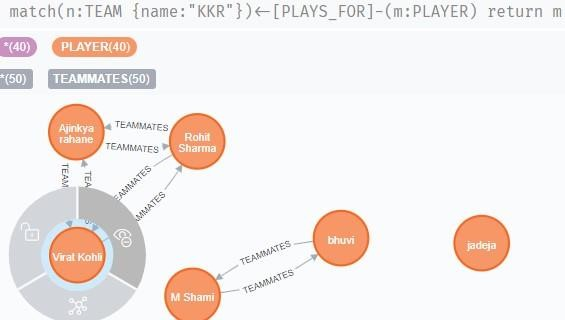 match(n:TEAM {name:"KKR"})<-[PLAYS_FOR]-(m:PLAYER) return m
*(40) PLAYER(40)
*(50) TEAMMATES(50)
Ajinkya
rahane
TEAMMATES
TEAMMATES
Rohit
Sharma
TEAM
TEA
EAMMATES
AMMATES
Virat Kohli
bhuvi
jadeja
TEAMMATES
TEAMMATES
M Shami